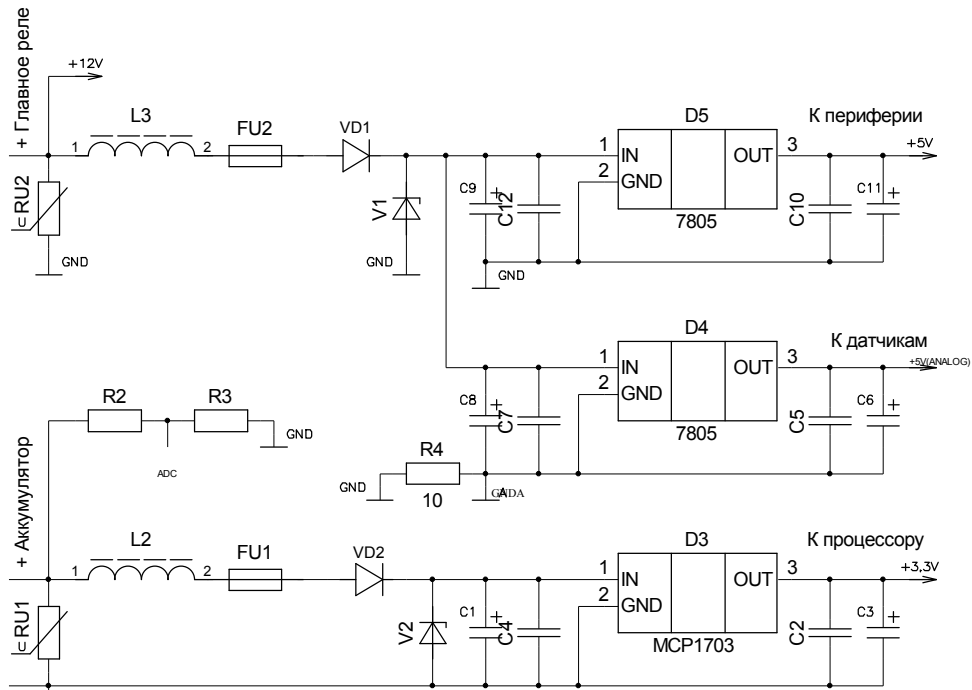 + Главное реле
+12V
L3
1
2
FU2
VD1
RU2
U
GND
V1
GND
C9
+
C12
GND
D5
1
IN
OUT
3
2
GND
7805
К периферии
+5V
C10
C11
+
D4
1
IN
OUT
3
2
GND
7805
К датчикам
+5V(ANALOG)
C8
+
C7
C5
C6
+
R2
R3
GND
ADC
R4
GND
10
A
GNDA
+ Аккумулятор
L2
1
2
FU1
VD2
RU1
U
V2
C1
+
C4
D3
1
IN
OUT
3
2
GND
MCP1703
К процессору
+3,3V
C2
C3
+